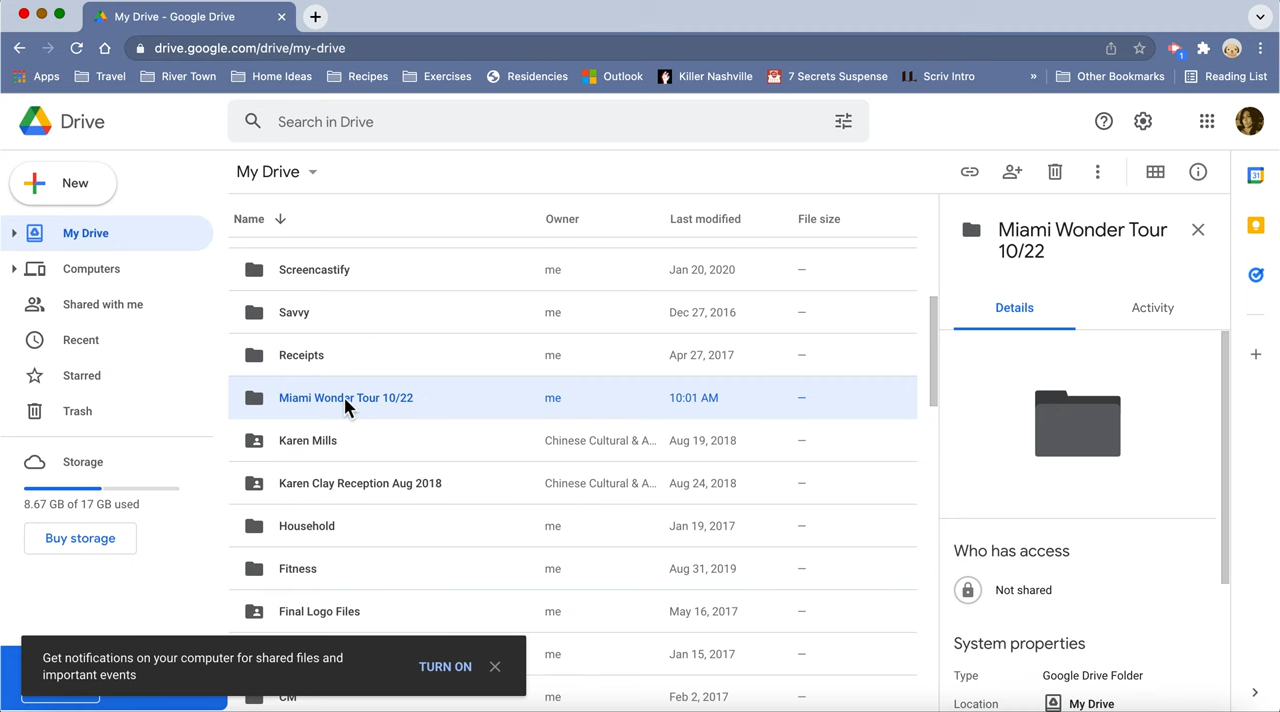 My Drive - Google Drive
drive.google.com/drive/my-drive
1
Apps Travel River Town Home Ideas Recipes Exercises Residencies Outlook Killer Nashville 7 Secrets Suspense Scriv Intro » Other Bookmarks Reading List
Drive
Search in Drive
New
My Drive
Computers
Shared with me
Recent
Starred
Trash
Storage
8.67 GB of 17 GB used
Buy storage
My Drive
Name Owner Last modified File size
Screencastify me Jan 20, 2020 —
Savvy me Dec 27, 2016 —
Receipts me Apr 27, 2017 —
Miami Wonder Tour 10/22 me 10:01 AM —
Karen Mills Chinese Cultural & A... Aug 19, 2018 —
Karen Clay Reception Aug 2018 Chinese Cultural & A... Aug 24, 2018 —
Household me Jan 19, 2017 —
Fitness me Aug 31, 2019 —
Final Logo Files me May 16, 2017 —
me Jan 15, 2017 —
CM me Feb 2, 2017 —
Get notifications on your computer for shared files and
important events
TURN ON
Miami Wonder Tour
10/22
Details Activity
Who has access
Not shared
System properties
Type Google Drive Folder
Location My Drive
31